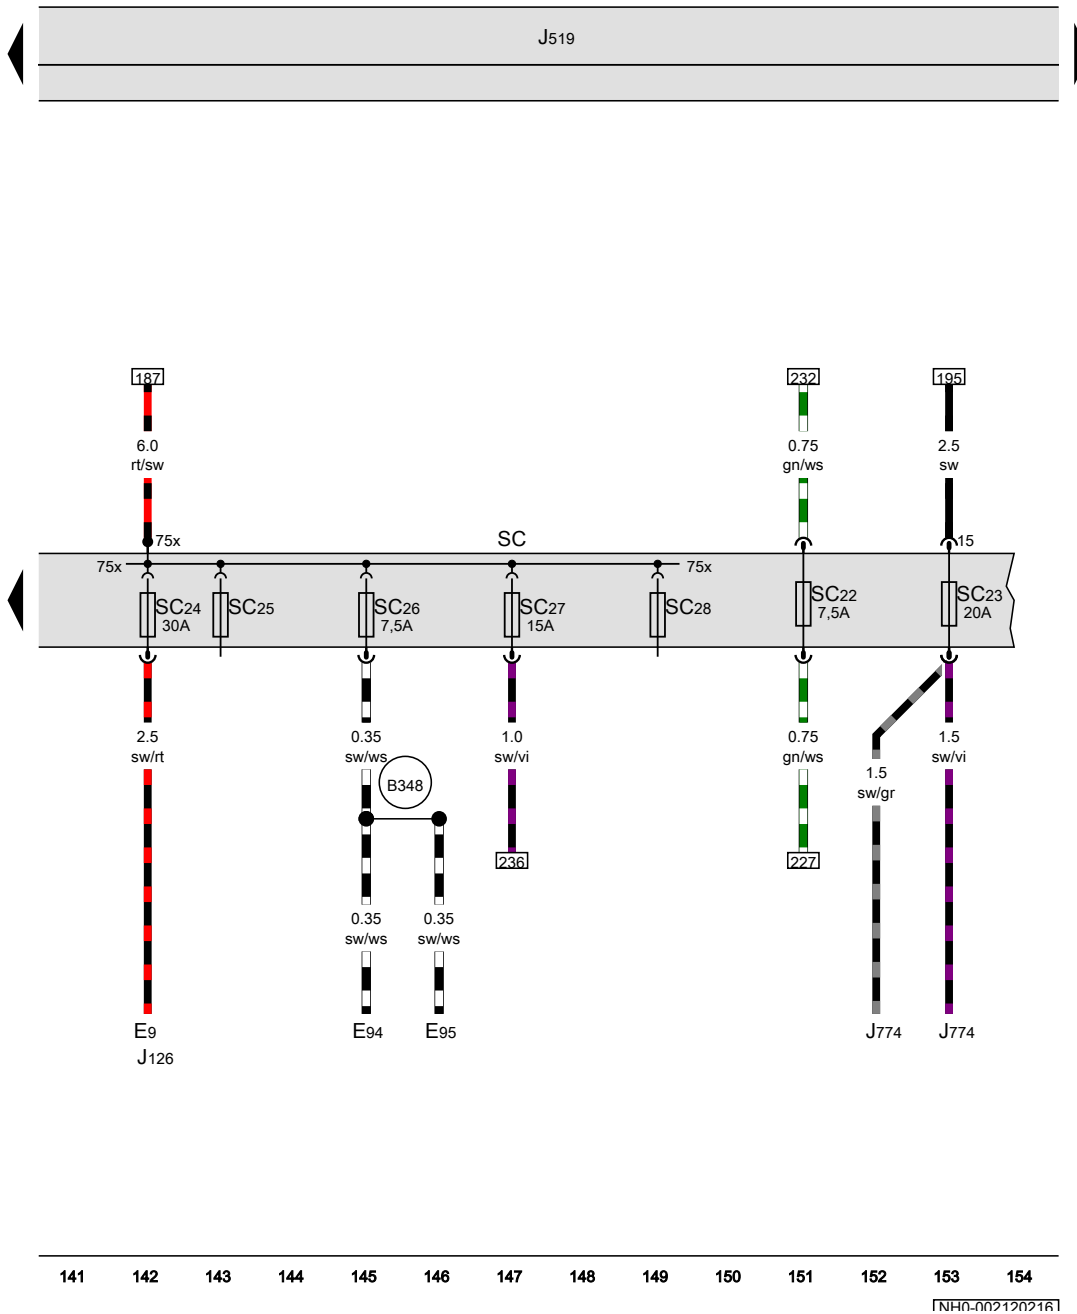 J519
187
232
195
6.0
rt/sw
0.75
gn/ws
2.5
sw
75x
SC
15
75x
75x
SC24
30A
SC25
SC26
7,5A
SC27
15A
SC28
SC22
7,5A
SC23
20A
2.5
sw/rt
0.35
sw/ws
1.0
sw/vi
0.75
gn/ws
1.5
sw/vi
1.5
sw/gr
B348
236
227
0.35
sw/ws
0.35
sw/ws
E9
J126
E94
E95
J774
J774
141 142 143 144 145 146 147 148 149 150 151 152 153 154
NH0-002120216